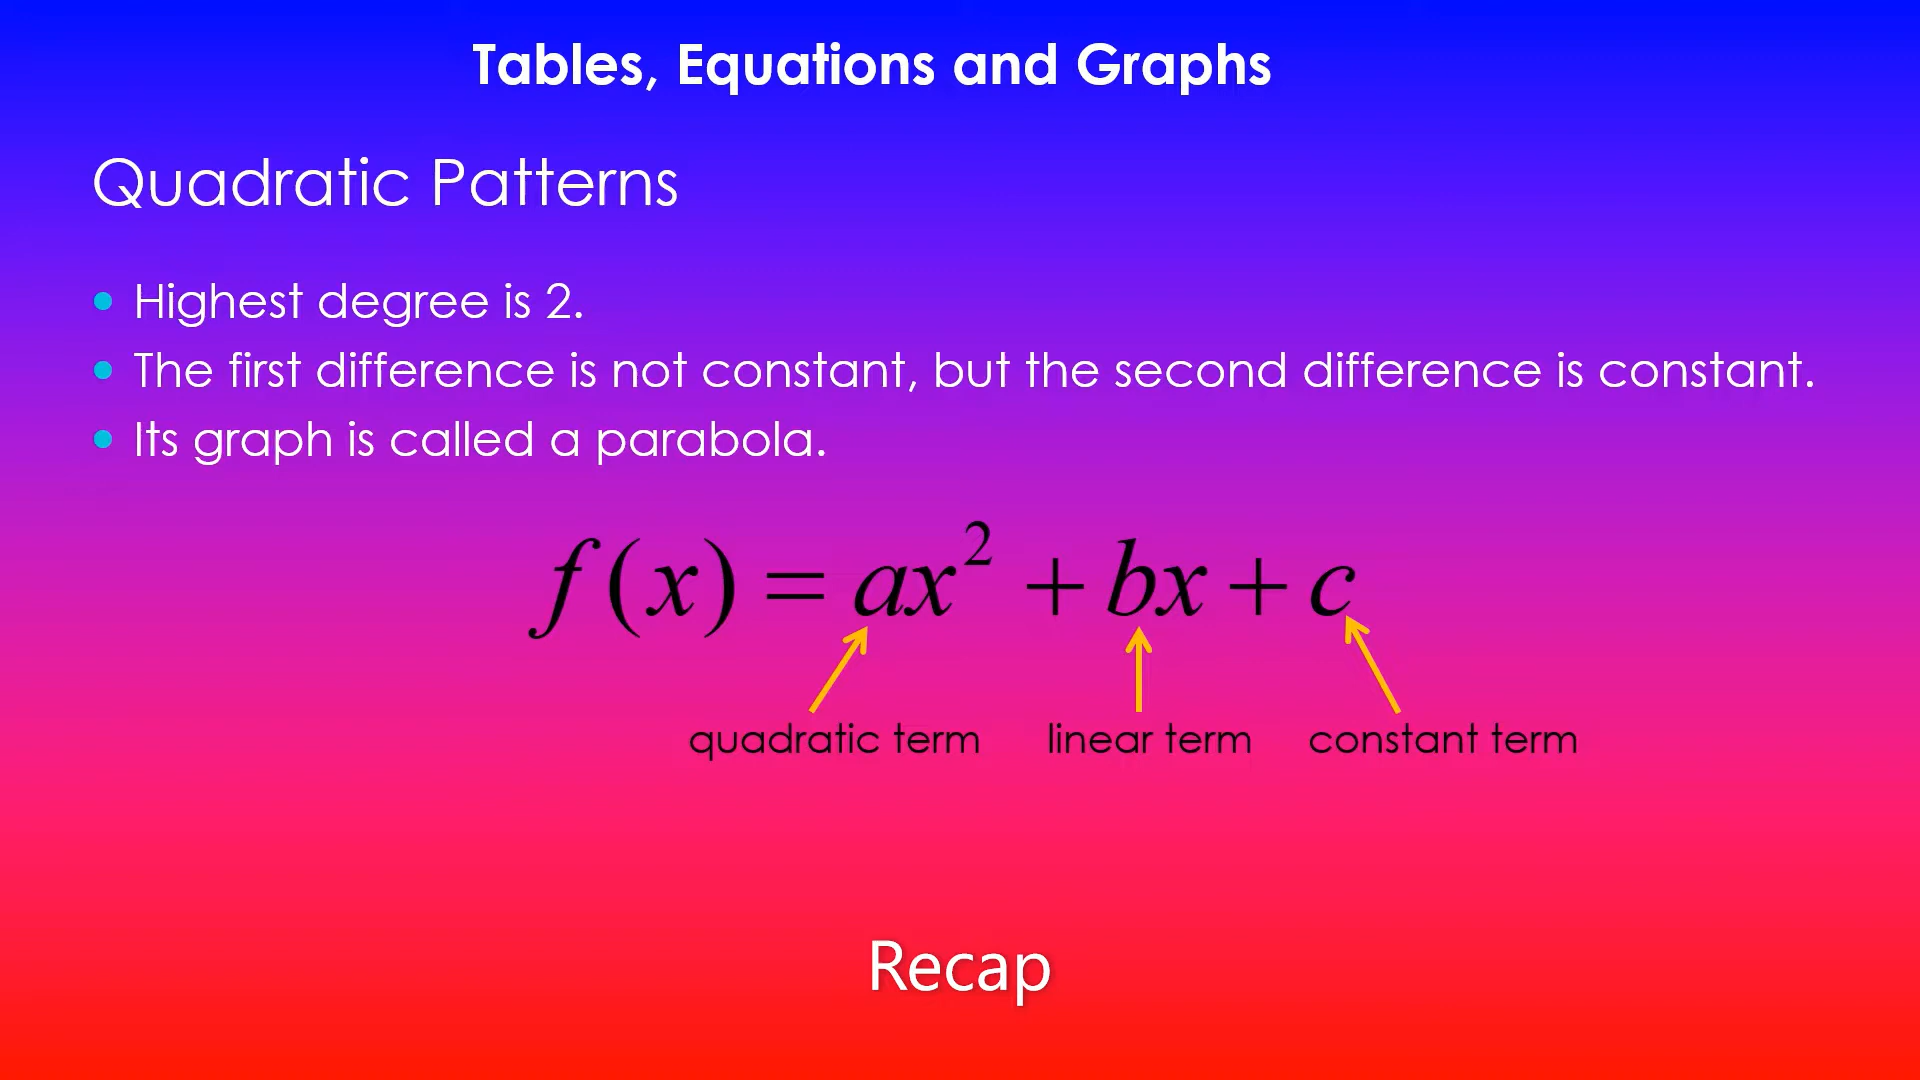 Tables, Equations and Graphs
Quadratic Patterns
• Highest degree is 2.
• The first difference is not constant, but the second difference is constant.
• Its graph is called a parabola.
f(x) = ax² + bx + c
quadratic term linear term constant term
Recap